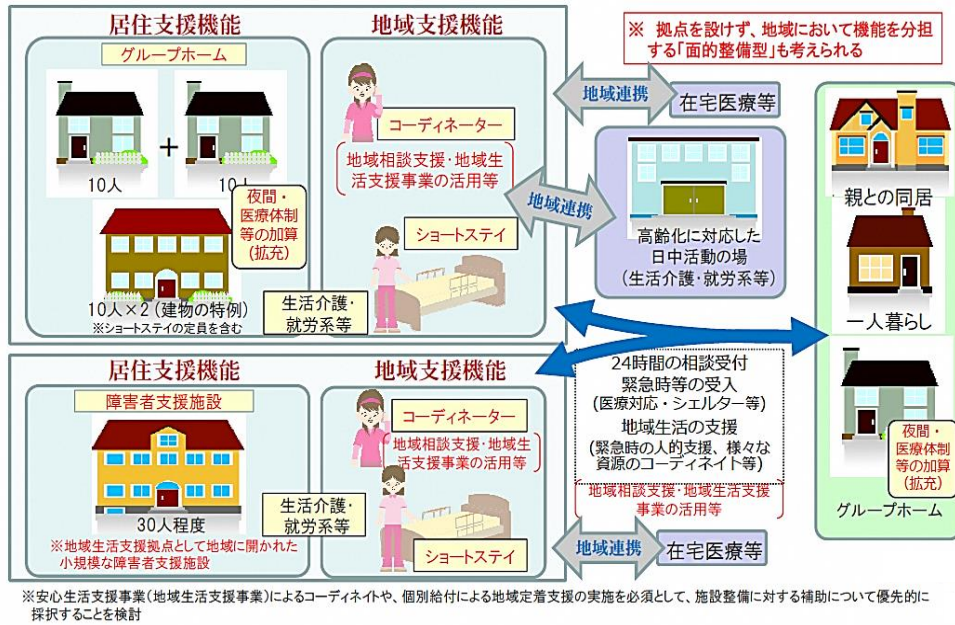 居住支援機能
地域支援機能
グループホーム
10人
+
10人
夜間・
医療体制
等の加算
(拡充)
10人×2(建物の特例)
※ショートステイの定員を含む
コーディネーター
地域相談支援・地域生
活支援事業の活用等
ショートステイ
生活介護・
就労系等
地域連携
在宅医療等
地域連携
高齢化に対応した
日中活動の場
(生活介護・就労系等)
※ 拠点を設けず、地域において機能を分担
する「面的整備型」も考えられる
親との同居
一人暮らし
夜間・
医療体制
等の加算
(拡充)
グループホーム
24時間の相談受付
緊急時等の受入
(医療対応・シェルター等)
地域生活の支援
(緊急時の人的支援、様々な
資源のコーディネイト等)
地域相談支援・地域生活支援
事業の活用等
居住支援機能
地域支援機能
障害者支援施設
30人程度
※地域生活支援拠点として地域に開かれた
小規模な障害者支援施設
コーディネーター
地域相談支援・地域生
活支援事業の活用等
生活介護・
就労系等
ショートステイ
地域連携
在宅医療等
※安心生活支援事業(地域生活支援事業)によるコーディネイトや、個別給付による地域定着支援の実施を必須として、施設整備に対する補助について優先的に
採択することを検討